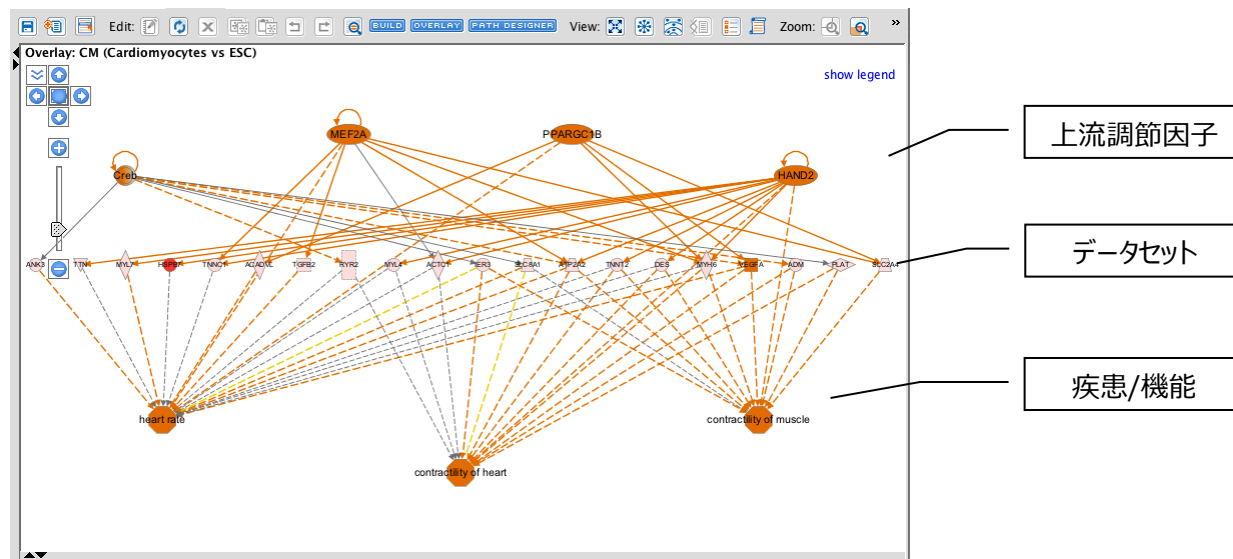 Edit: BUILD OVERLAY PATH DESIGNER View: Zoom: »
Overlay: CM (Cardiomyocytes vs ESC)
show legend
MEF2A PPARGC1B
Creb HAND2
上流調節因子
ANK3 TTN MYL7 TNNC1 ACADVL TGFB2 RYR2 MYL4 ACTC1 SLC8A1 ATP2A2 TNNT2 DES MYH6 VEGFA ADM PLAT SLC2A4
データセット
疾患/機能
heart rate contractility of muscle
contractility of heart